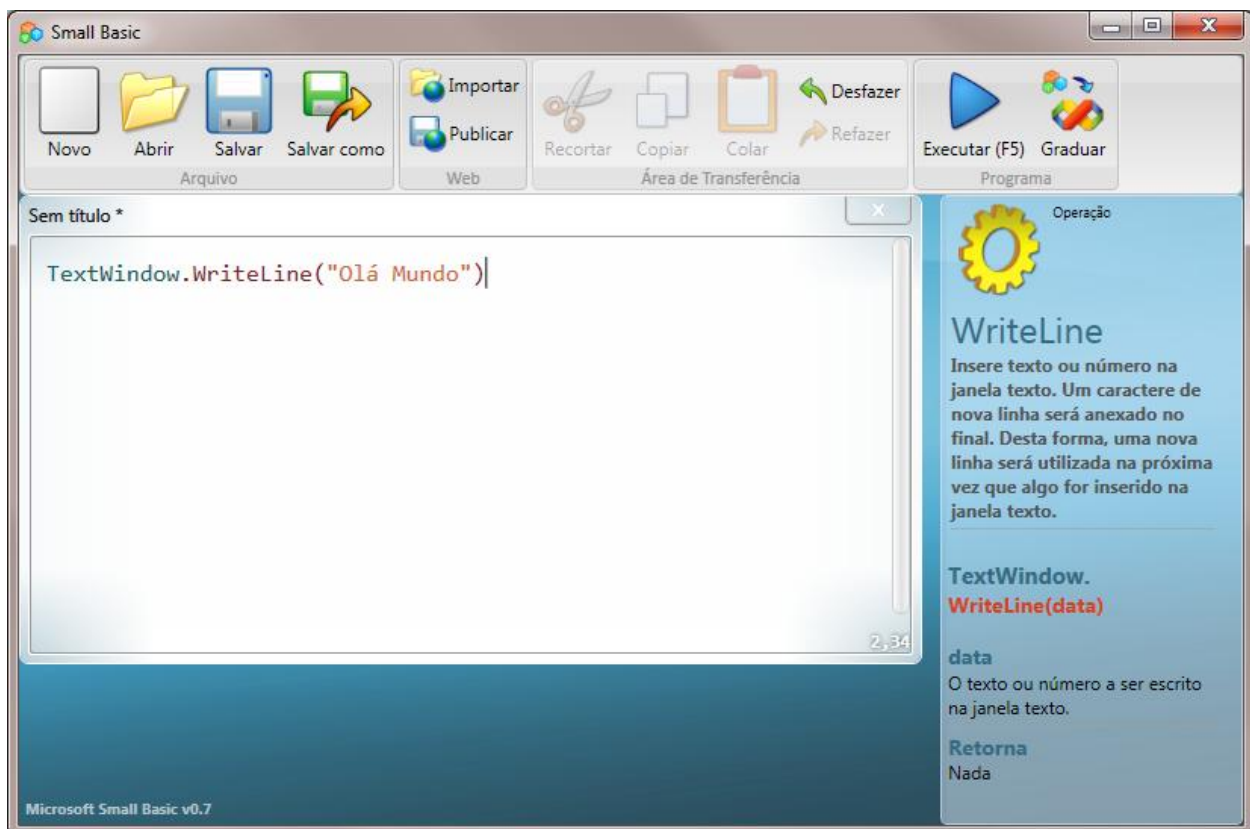 Small Basic
Novo
Abrir
Salvar
Salvar como
Arquivo
Importar
Publicar
Web
Recortar
Copiar
Colar
Desfazer
Refazer
Área de Transferência
Executar (F5)
Graduar
Programa
Sem título *
TextWindow.WriteLine("Olá Mundo")
2,34
Microsoft Small Basic v0.7
Operação
WriteLine
Insere texto ou número na
janela texto. Um caractere de
nova linha será anexado no
final. Desta forma, uma nova
linha será utilizada na próxima
vez que algo for inserido na
janela texto.
TextWindow.
WriteLine(data)
data
O texto ou número a ser escrito
na janela texto.
Retorna
Nada